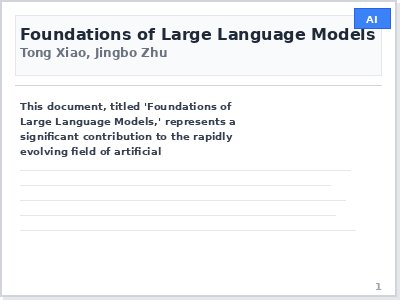 AI
Foundations of Large Language Models
Tong Xiao, Jingbo Zhu
This document, titled 'Foundations of
Large Language Models,' represents a
significant contribution to the rapidly
evolving field of artificial
1